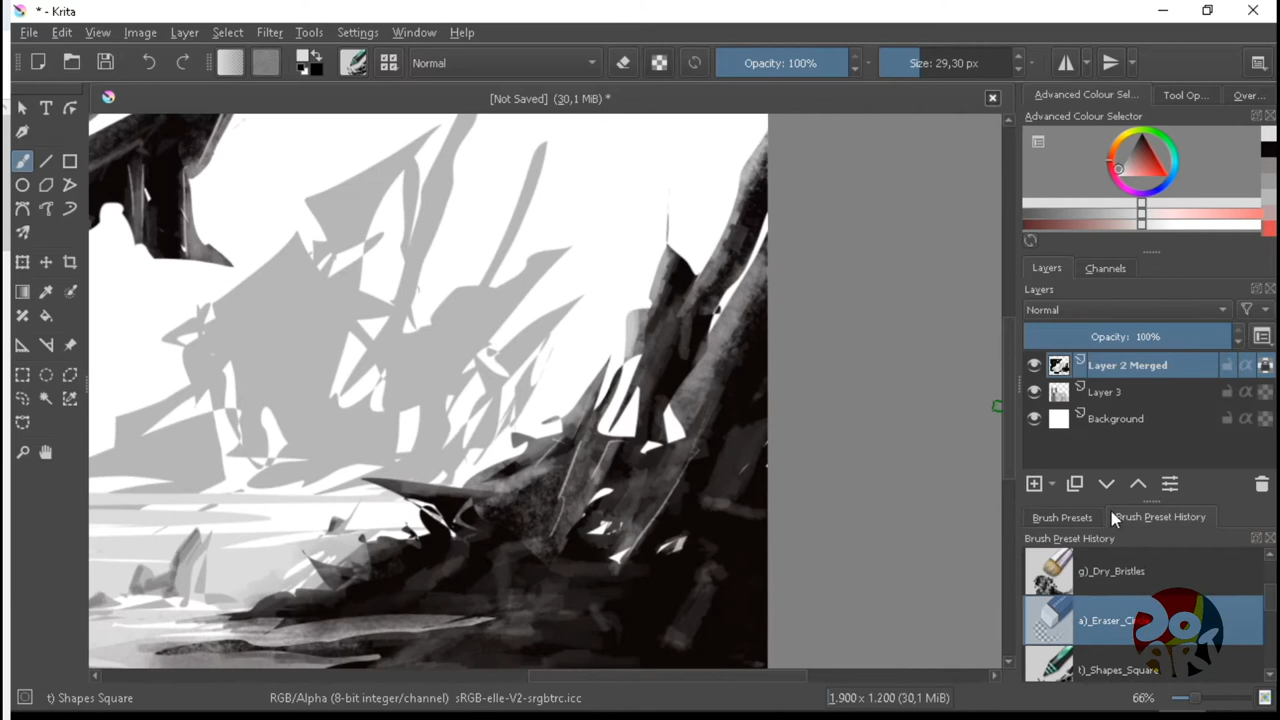 * - Krita
File Edit View Image Layer Select Filter Tools Settings Window Help
Normal
Opacity: 100%
Size: 29,30 px
[Not Saved] (30,1 MiB) *
Advanced Colour Sel...
Tool Op...
Over...
Advanced Colour Selector
Layers
Channels
Layers
Normal
Opacity: 100%
Layer 2 Merged
Layer 3
Background
Brush Presets
Brush Preset History
Brush Preset History
g)_Dry_Bristles
t)_Shapes_Square
ART
t) Shapes Square
RGB/Alpha (8-bit integer/channel) sRGB-elle-V2-srgbtrc.icc
1.900 x 1.200 (30,1 MiB)
66%